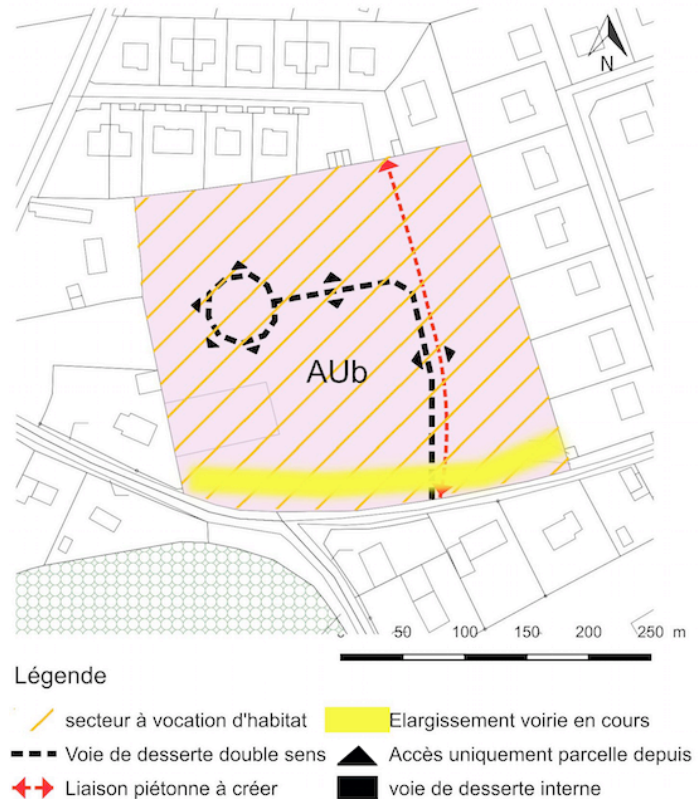 N
AUb
50 100 150 200 250 m
Légende
secteur à vocation d'habitat
Elargissement voirie en cours
Voie de desserte double sens
Accès uniquement parcelle depuis
Liaison piétonne à créer
voie de desserte interne